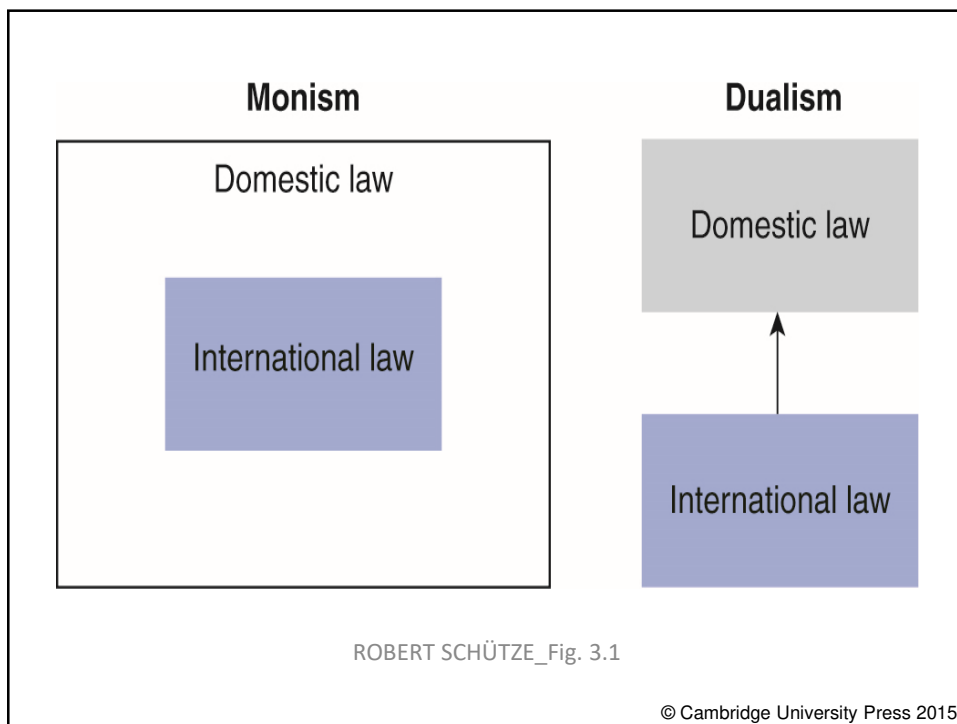 Monism
Domestic law
International law
Dualism
Domestic law
International law
ROBERT SCHÜTZE_Fig. 3.1
© Cambridge University Press 2015